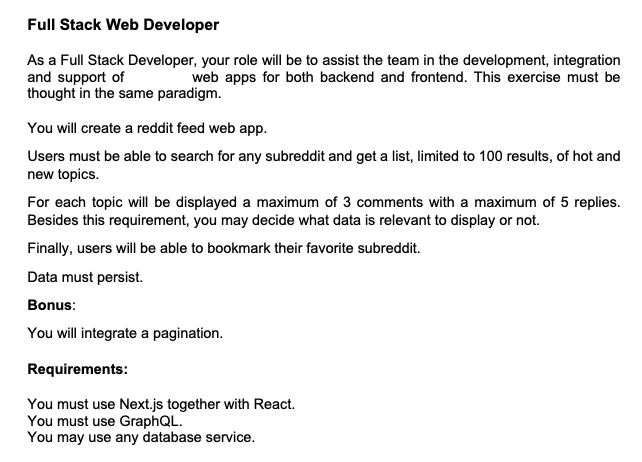 Full Stack Web Developer
As a Full Stack Developer, your role will be to assist the team in the development, integration
and support of web apps for both backend and frontend. This exercise must be
thought in the same paradigm.
You will create a reddit feed web app.
Users must be able to search for any subreddit and get a list, limited to 100 results, of hot and
new topics.
For each topic will be displayed a maximum of 3 comments with a maximum of 5 replies.
Besides this requirement, you may decide what data is relevant to display or not.
Finally, users will be able to bookmark their favorite subreddit.
Data must persist.
Bonus:
You will integrate a pagination.
Requirements:
You must use Next.js together with React.
You must use GraphQL.
You may use any database service.